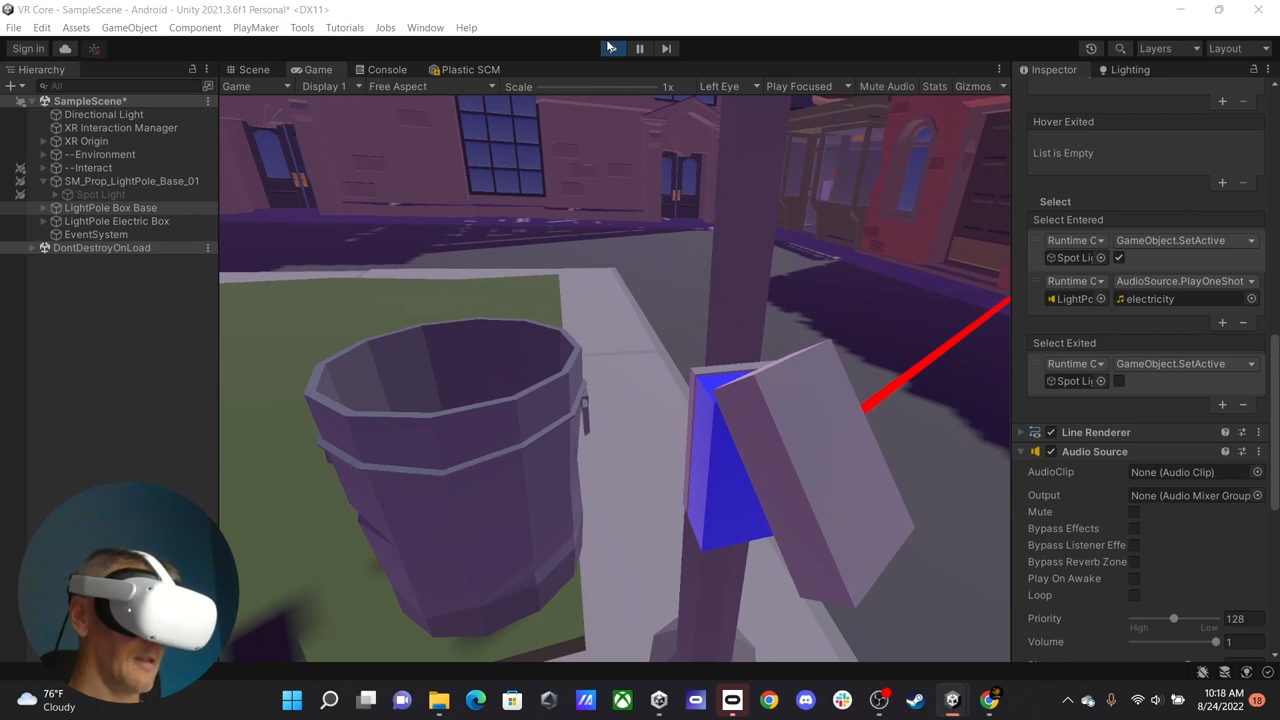 VR Core - SampleScene - Android - Unity 2021.3.6f1 Personal* <DX11>
File Edit Assets GameObject Component PlayMaker Tools Tutorials Jobs Window Help
Sign in Layers Layout
Hierarchy Scene Game Console Plastic SCM Inspector Lighting
All Game Display 1 Free Aspect Scale 1x Left Eye Play Focused Mute Audio Stats Gizmos
SampleScene*
Directional Light
XR Interaction Manager
XR Origin
--Environment
--Interact
SM_Prop_LightPole_Base_01
Spot Light
LightPole Box Base
LightPole Electric Box
EventSystem
DontDestroyOnLoad
Hover Exited
List is Empty
Select
Select Entered
Runtime C GameObject.SetActive
Spot Lig
Runtime C AudioSource.PlayOneShot
LightPo electricity
Select Exited
Runtime C GameObject.SetActive
Spot Lig
Line Renderer
Audio Source
AudioClip None (Audio Clip)
Output None (Audio Mixer Group
Mute
Bypass Effects
Bypass Listener Effe
Bypass Reverb Zone
Play On Awake
Loop
Priority 128
High Low
Volume 1
76°F
Cloudy
10:18 AM
8/24/2022
18